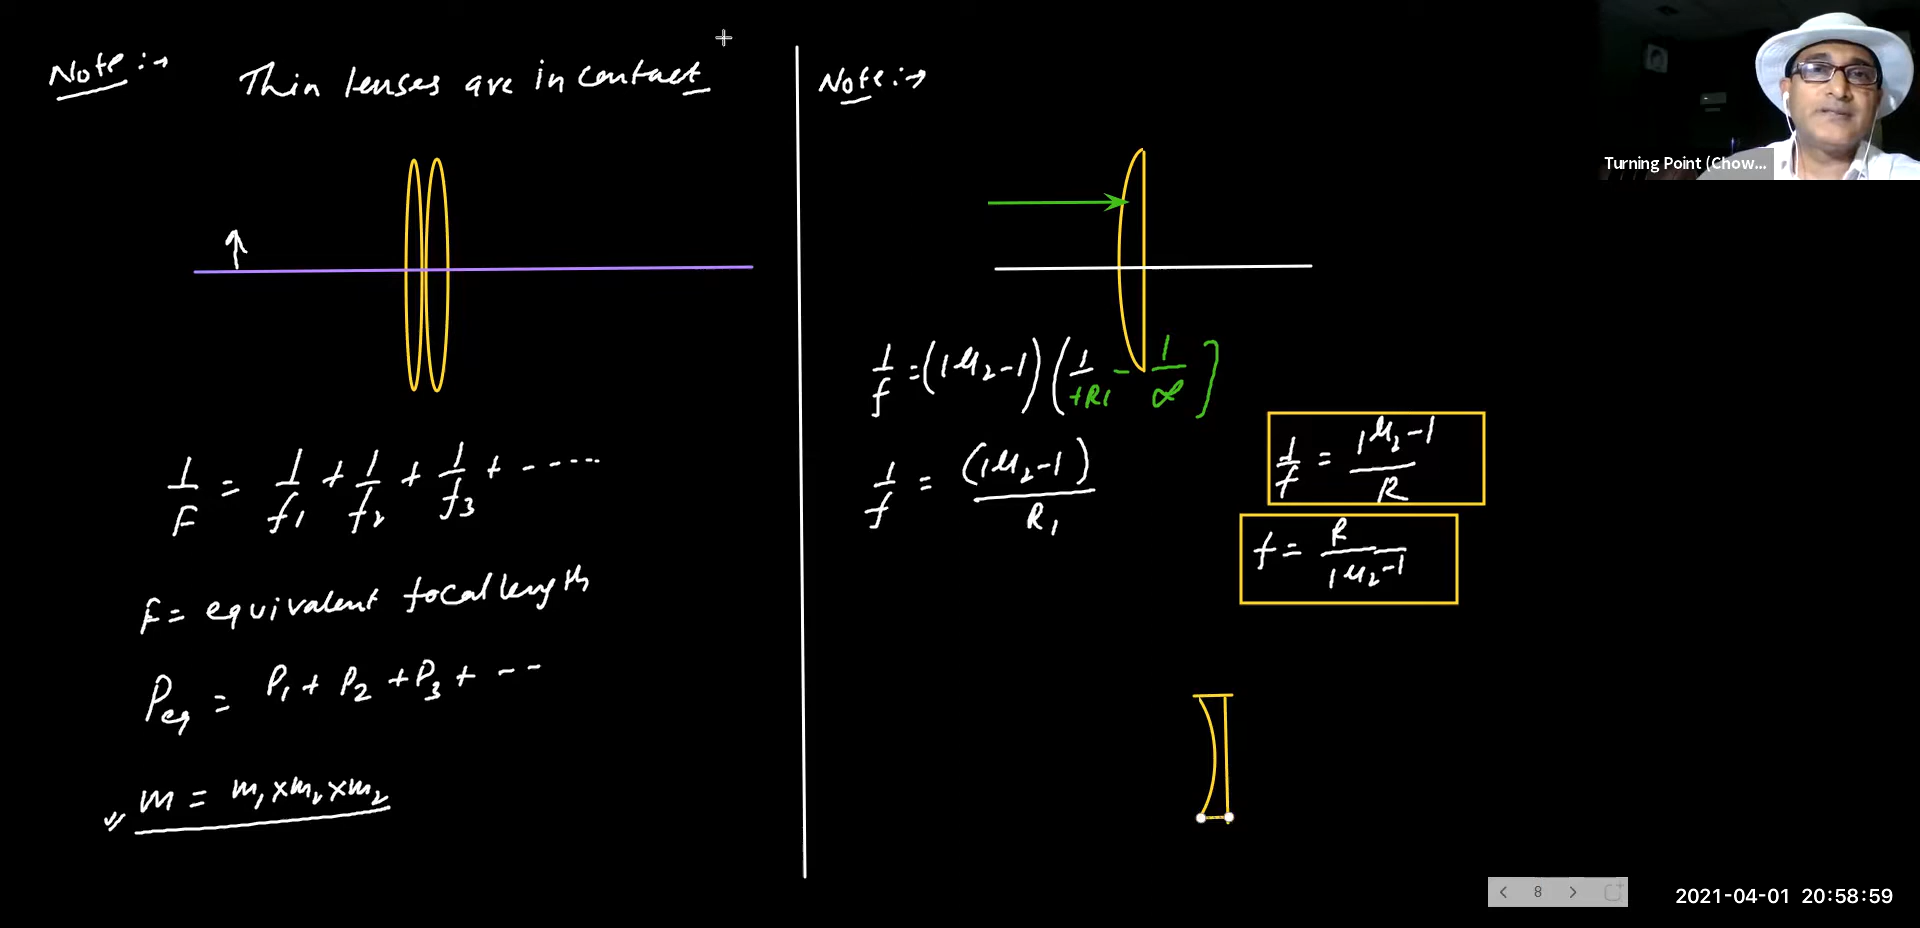 Note :→
Thin lenses are in contact
1/F = 1/f₁ + 1/f₂ + 1/f₃ + -----
F = equivalent focal length
Peq = P₁ + P₂ + P₃ + --
m = m₁ × m₂ × m₂
Note :→
1/f = (₁μ₂ - 1) (1/+R₁ - 1/∞)
1/f = (₁μ₂ - 1)/R₁
1/f = ₁μ₂ - 1/R
f = R/₁μ₂ - 1
Turning Point (Chow...
8
2021-04-01 20:58:59